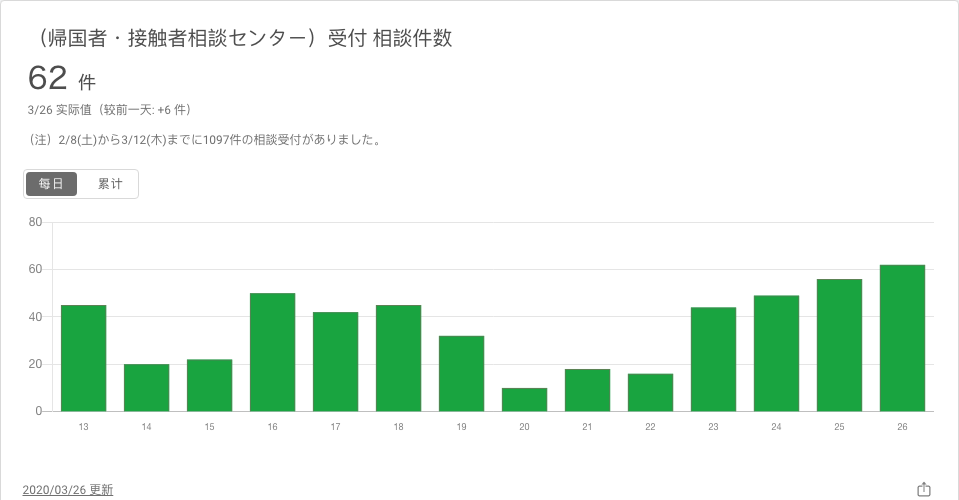 （帰国者・接触者相談センター）受付 相談件数
62 件
3/26 实际值（较前一天: +6 件）
（注）2/8(土)から3/12(木)までに1097件の相談受付がありました。
每日 累计
80
60
40
20
0
13 14 15 16 17 18 19 20 21 22 23 24 25 26
2020/03/26 更新